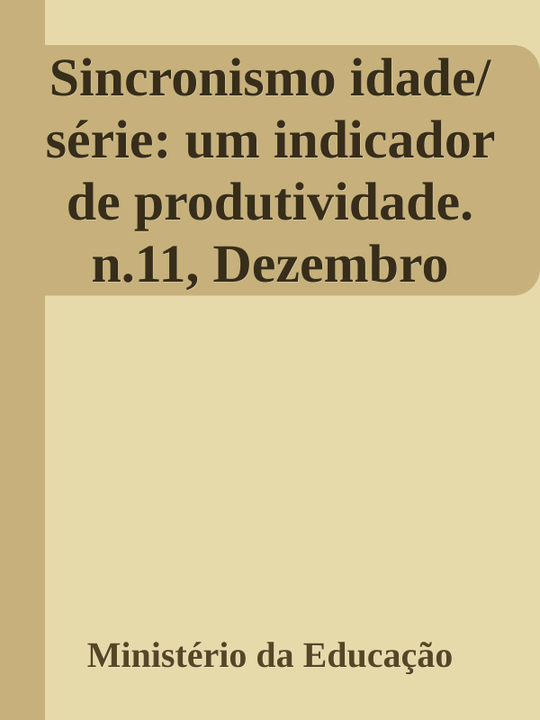 Sincronismo idade/
série: um indicador
de produtividade.
n.11, Dezembro
Ministério da Educação